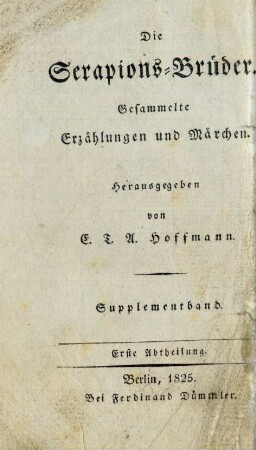 Die
Serapions-Brüder.
Gesammelte
Erzählungen und Märchen.
Herausgegeben
von
E. T. A. Hoffmann.
Supplementband.
Erste Abtheilung.
Berlin, 1825.
Bei Ferdinand Dümmler.